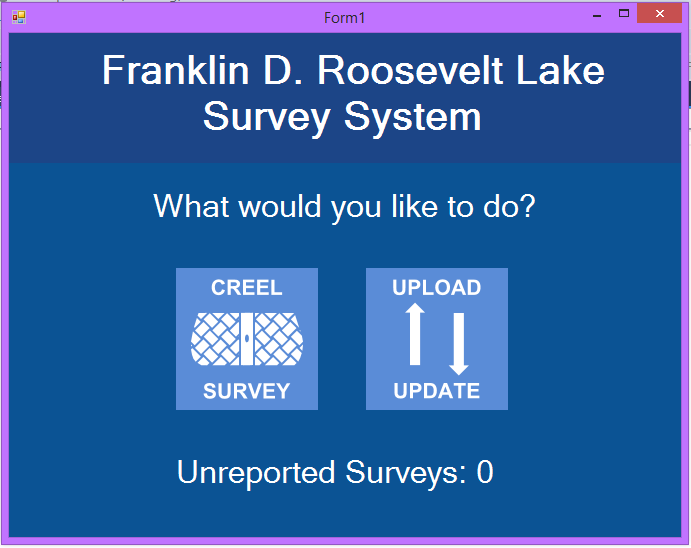 Form1
Franklin D. Roosevelt Lake
Survey System
What would you like to do?
CREEL
SURVEY
UPLOAD
UPDATE
Unreported Surveys: 0